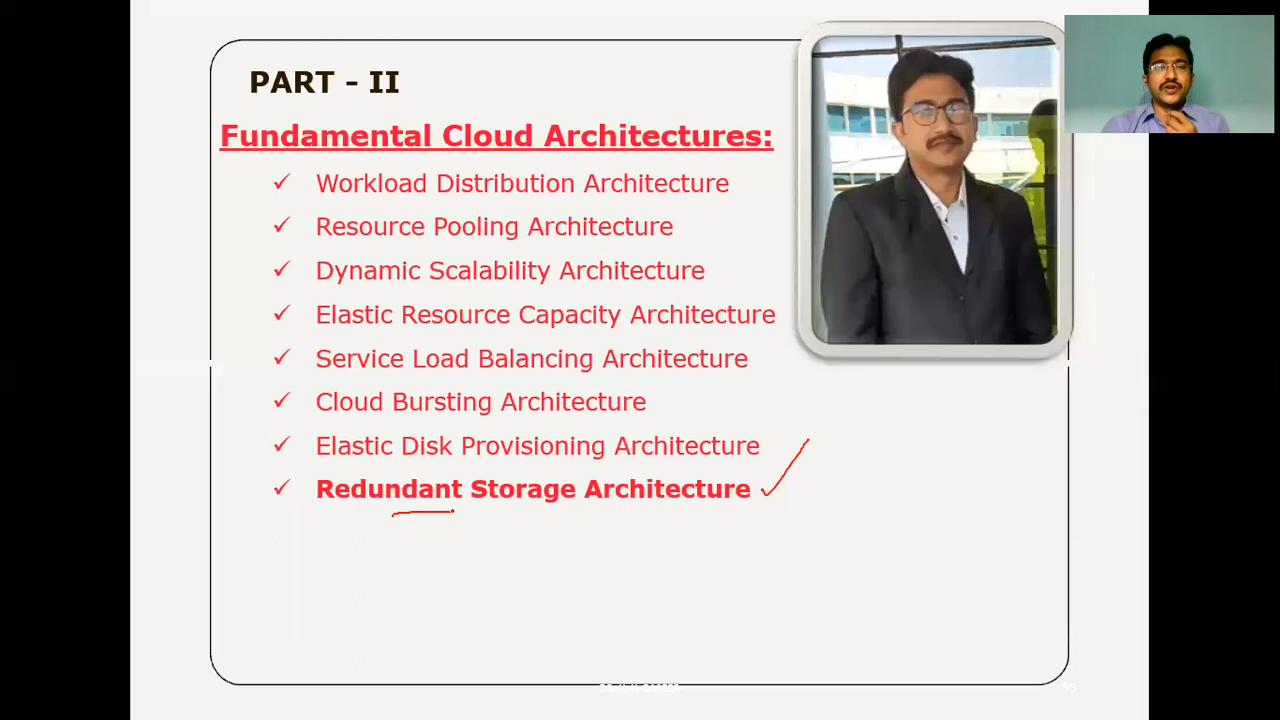 PART - II
Fundamental Cloud Architectures:
✓ Workload Distribution Architecture
✓ Resource Pooling Architecture
✓ Dynamic Scalability Architecture
✓ Elastic Resource Capacity Architecture
✓ Service Load Balancing Architecture
✓ Cloud Bursting Architecture
✓ Elastic Disk Provisioning Architecture
✓ Redundant Storage Architecture